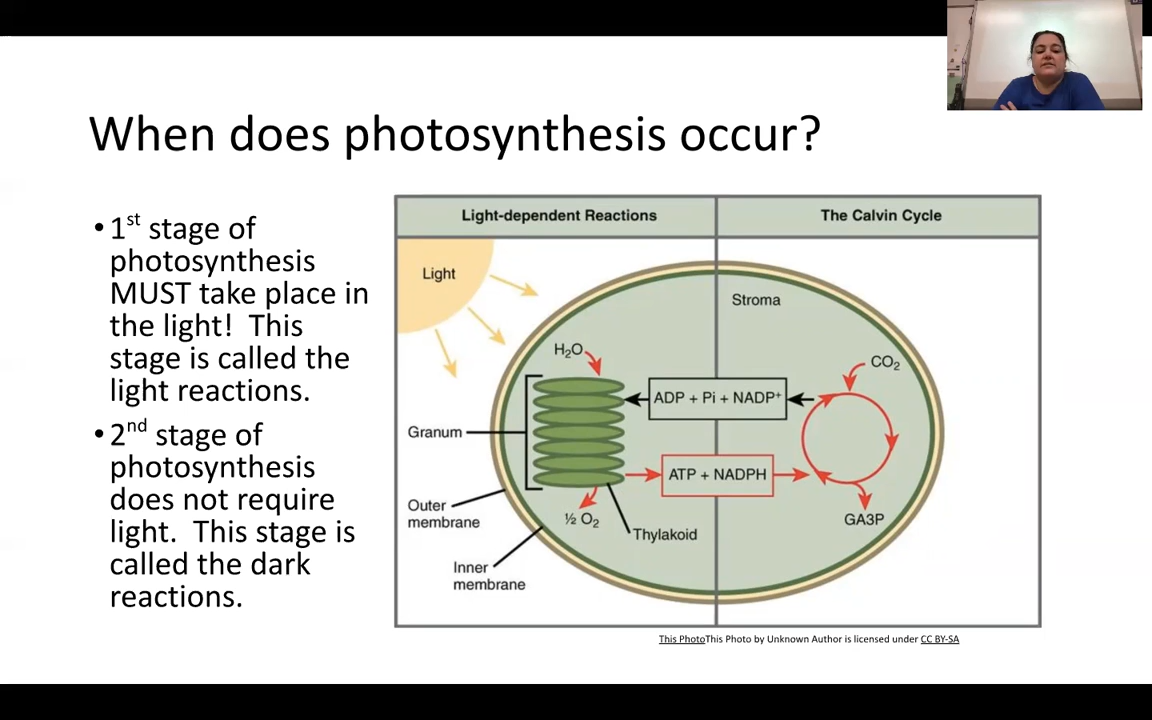 When does photosynthesis occur?
• 1st stage of
photosynthesis
MUST take place in
the light!  This
stage is called the
light reactions.
• 2nd stage of
photosynthesis
does not require
light.  This stage is
called the dark
reactions.
Light-dependent Reactions
The Calvin Cycle
Light
Stroma
H₂O
CO₂
ADP + Pi + NADP⁺
Granum
ATP + NADPH
Outer
membrane
½ O₂
GA3P
Thylakoid
Inner
membrane
This PhotoThis Photo by Unknown Author is licensed under CC BY-SA